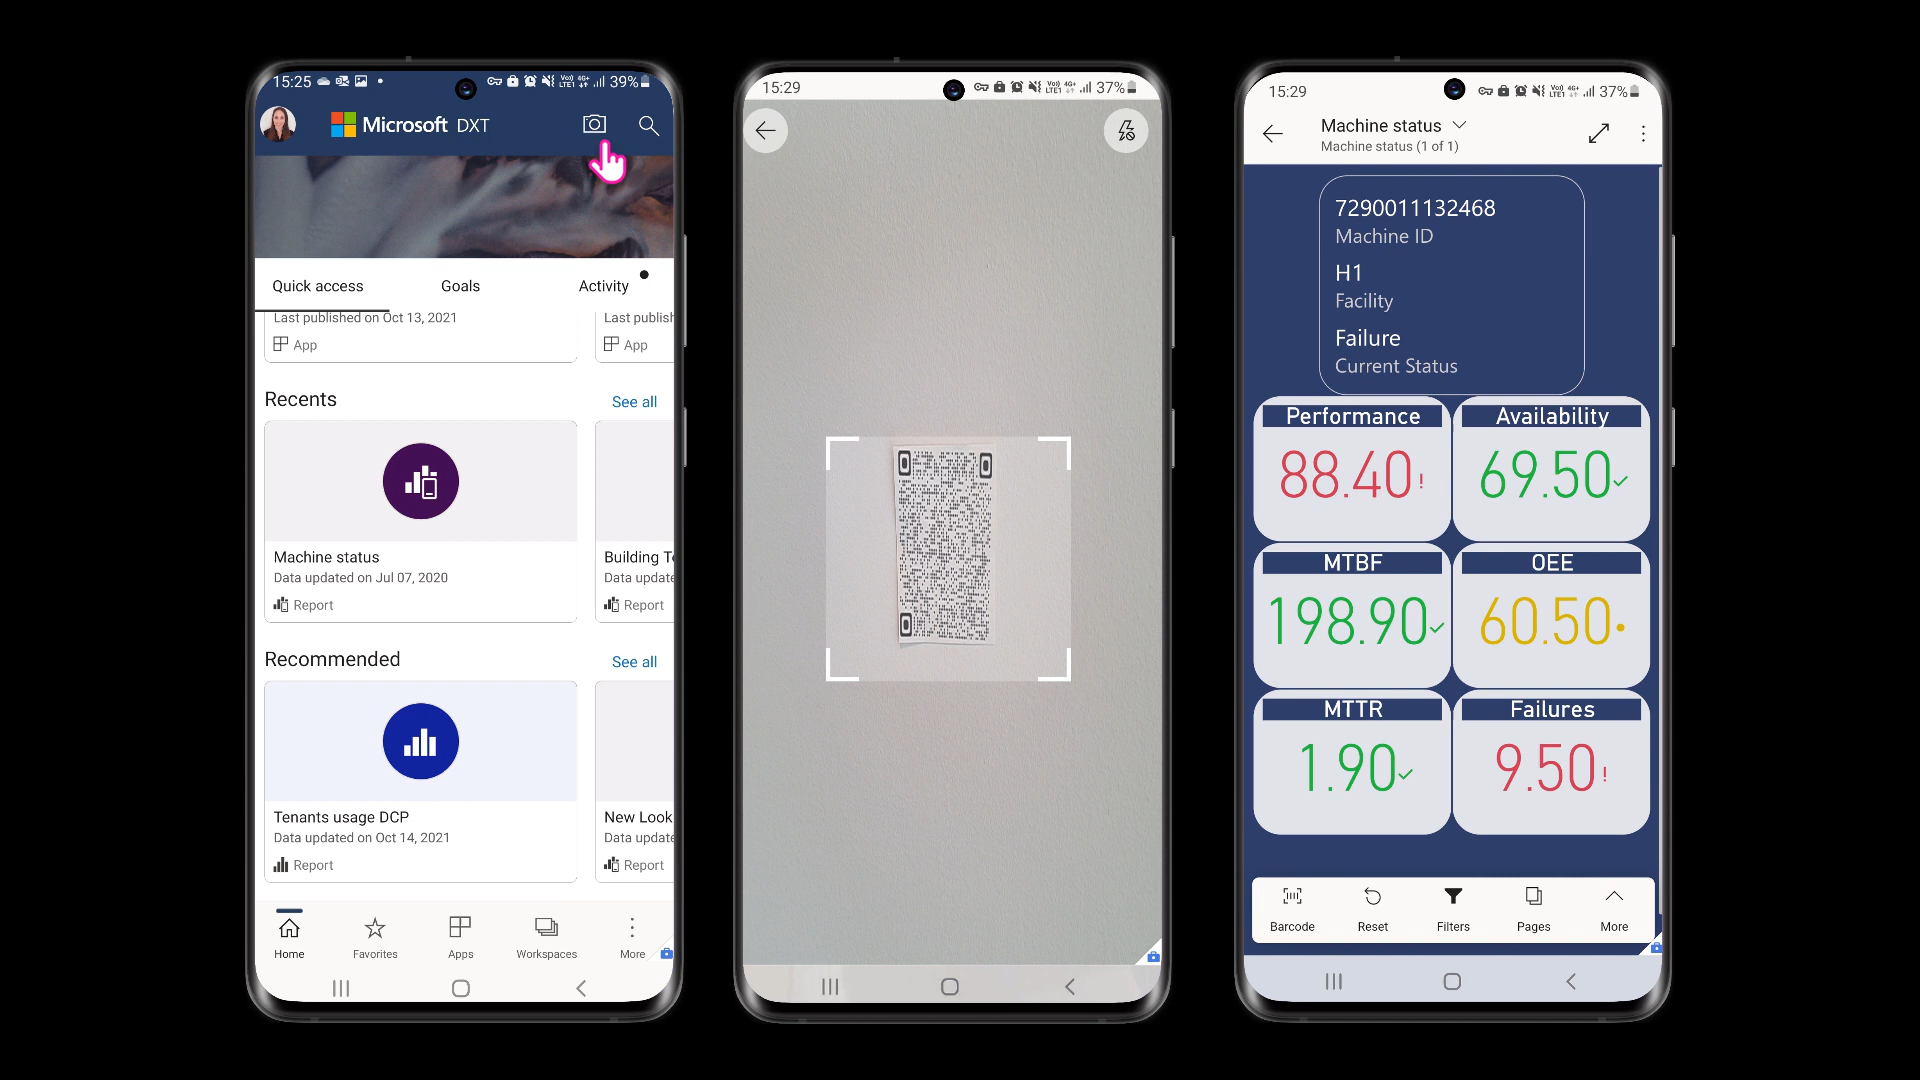 15:25
39%
Microsoft DXT
Quick access
Goals
Activity
Last published on Oct 13, 2021
Last publish
App
App
Recents
See all
Machine status
Data updated on Jul 07, 2020
Report
Building T
Data update
Report
Recommended
See all
Tenants usage DCP
Data updated on Oct 14, 2021
Report
New Look
Data update
Report
Home
Favorites
Apps
Workspaces
More
15:29
37%
15:29
37%
Machine status
Machine status (1 of 1)
7290011132468
Machine ID
H1
Facility
Failure
Current Status
Performance
88.40!
Availability
69.50
MTBF
198.90
OEE
60.50
MTTR
1.90
Failures
9.50!
Barcode
Reset
Filters
Pages
More